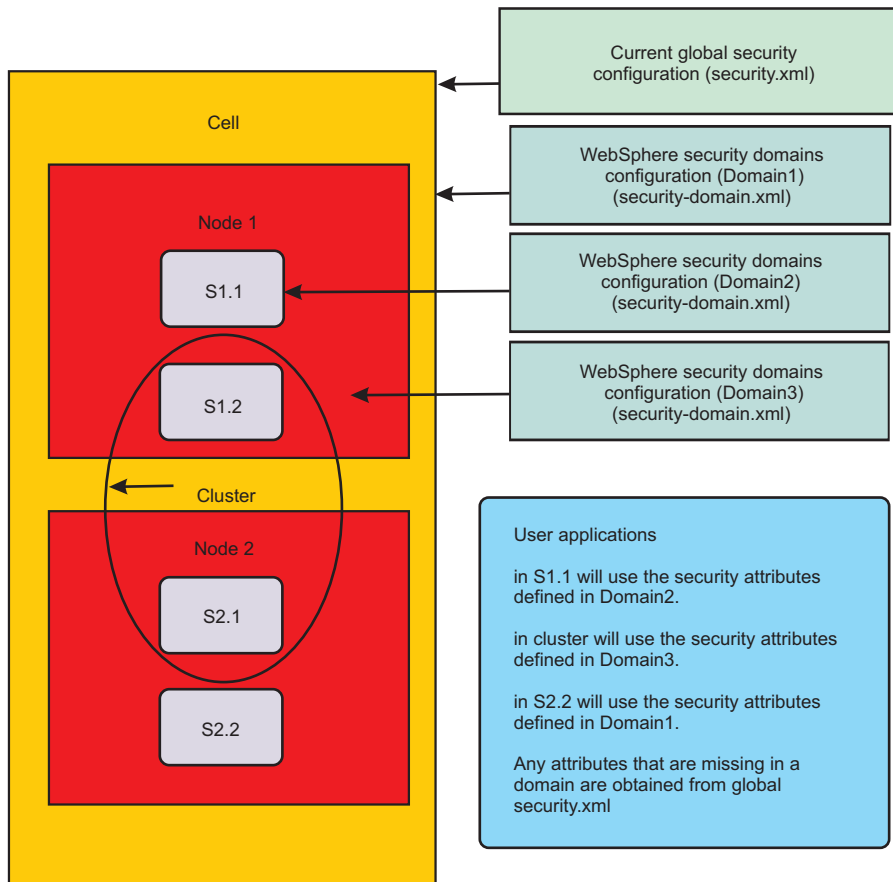 Current global security
configuration (security.xml)
Cell
WebSphere security domains
configuration (Domain1)
(security-domain.xml)
Node 1
S1.1
WebSphere security domains
configuration (Domain2)
(security-domain.xml)
S1.2
WebSphere security domains
configuration (Domain3)
(security-domain.xml)
Cluster
Node 2
S2.1
S2.2
User applications
in S1.1 will use the security attributes
defined in Domain2.
in cluster will use the security attributes
defined in Domain3.
in S2.2 will use the security attributes
defined in Domain1.
Any attributes that are missing in a
domain are obtained from global
security.xml